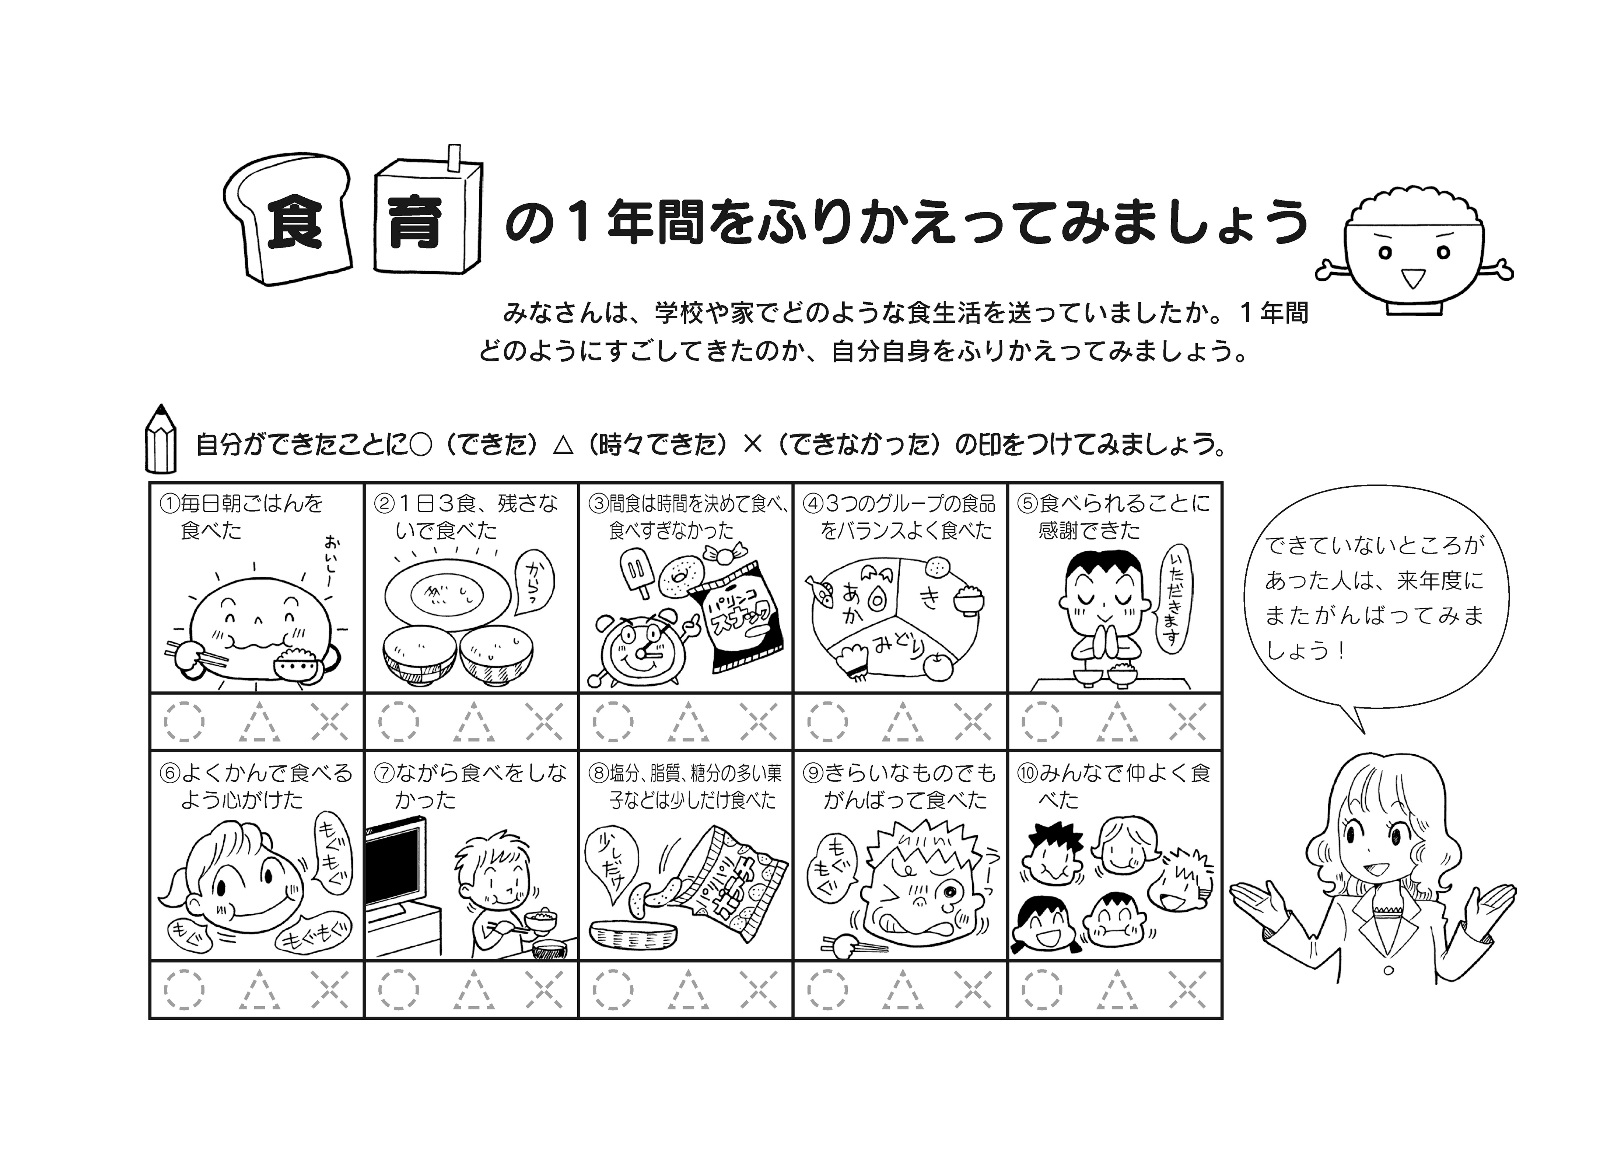 食育の１年間をふりかえってみましょう
みなさんは、学校や家でどのような食生活を送っていましたか。１年間
どのようにすごしてきたのか、自分自身をふりかえってみましょう。
自分ができたことに○（できた）△（時々できた）×（できなかった）の印をつけてみましょう。
①毎日朝ごはんを
食べた
おいしー
②１日３食、残さな
いで食べた
からっ
③間食は時間を決めて食べ、
食べすぎなかった
パリンコ
スナック
④３つのグループの食品
をバランスよく食べた
あか
き
みどり
⑤食べられることに
感謝できた
いただきます
○ △ ×
○ △ ×
○ △ ×
○ △ ×
○ △ ×
⑥よくかんで食べる
よう心がけた
もぐもぐ
もぐ
もぐもぐ
⑦ながら食べをしな
かった
⑧塩分、脂質、糖分の多い菓
子などは少しだけ食べた
少しだけ
パリパリ
⑨きらいなものでも
がんばって食べた
もぐもぐ
⑩みんなで仲よく食
べた
○ △ ×
○ △ ×
○ △ ×
○ △ ×
○ △ ×
できていないところが
あった人は、来年度に
またがんばってみま
しょう！